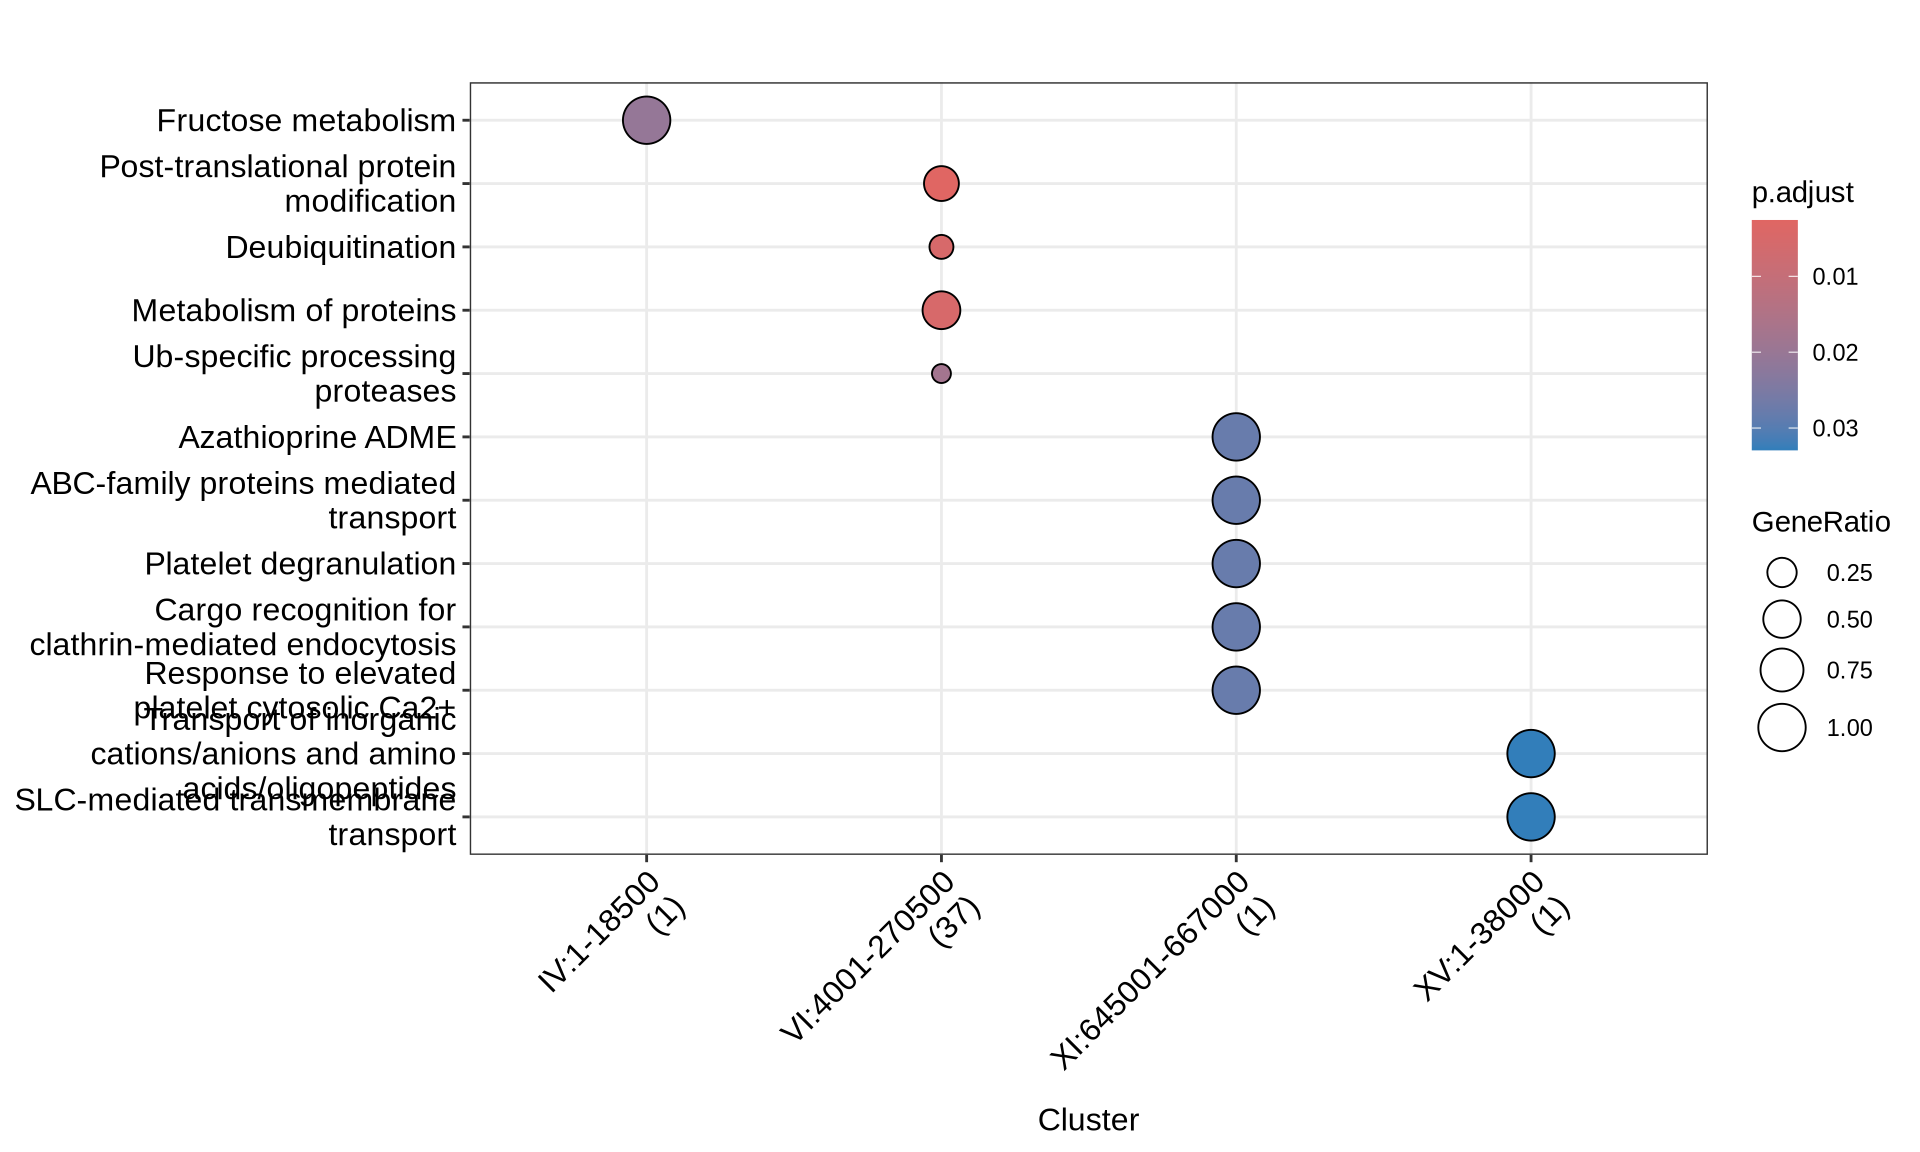 Fructose metabolism
Post-translational protein
modification
Deubiquitination
Metabolism of proteins
Ub-specific processing
proteases
Azathioprine ADME
ABC-family proteins mediated
transport
Platelet degranulation
Cargo recognition for
clathrin-mediated endocytosis
Response to elevated
platelet cytosolic Ca2+
Transport of inorganic
cations/anions and amino
acids/oligopeptides
SLC-mediated transmembrane
transport
IV:1-18500
(1)
VI:4001-270500
(37)
XI:645001-667000
(1)
XV:1-38000
(1)
Cluster
p.adjust
0.01
0.02
0.03
GeneRatio
0.25
0.50
0.75
1.00